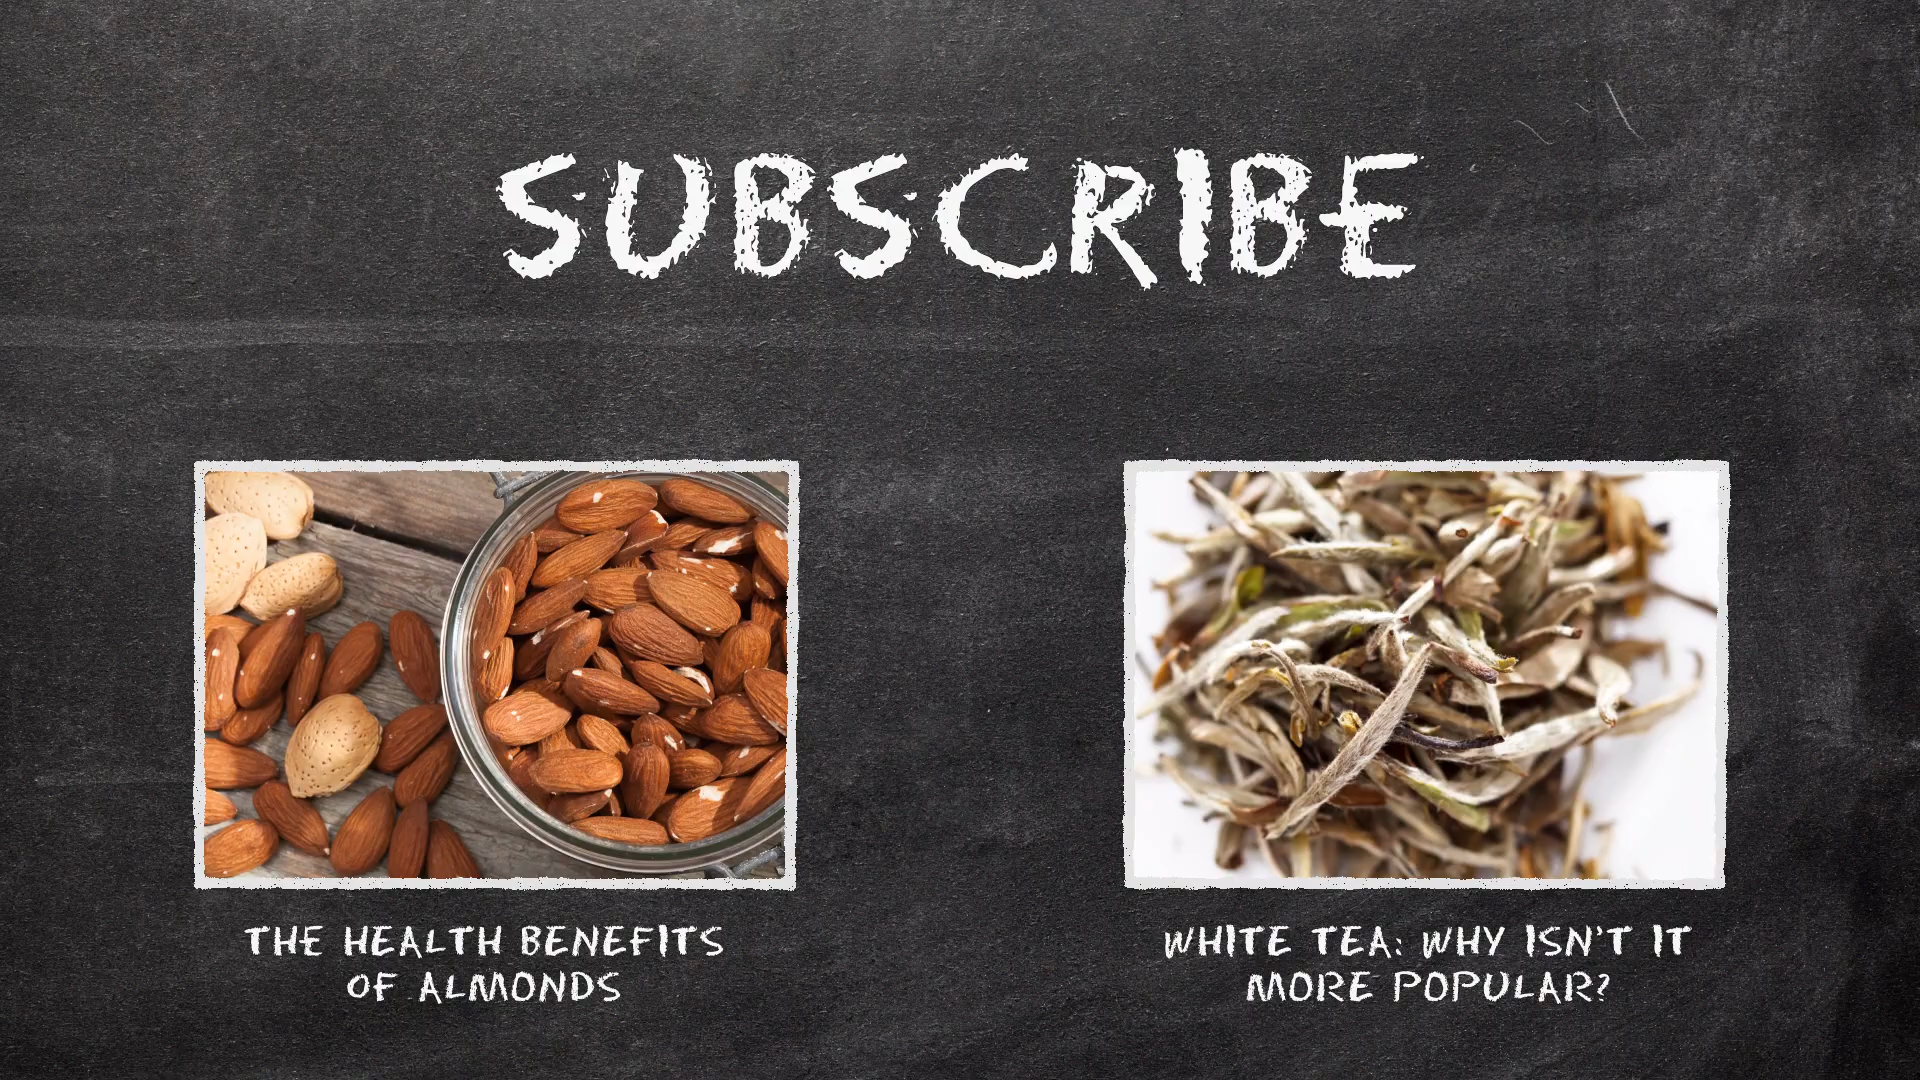 SUBSCRIBE
THE HEALTH BENEFITS
OF ALMONDS
WHITE TEA: WHY ISN'T IT
MORE POPULAR?